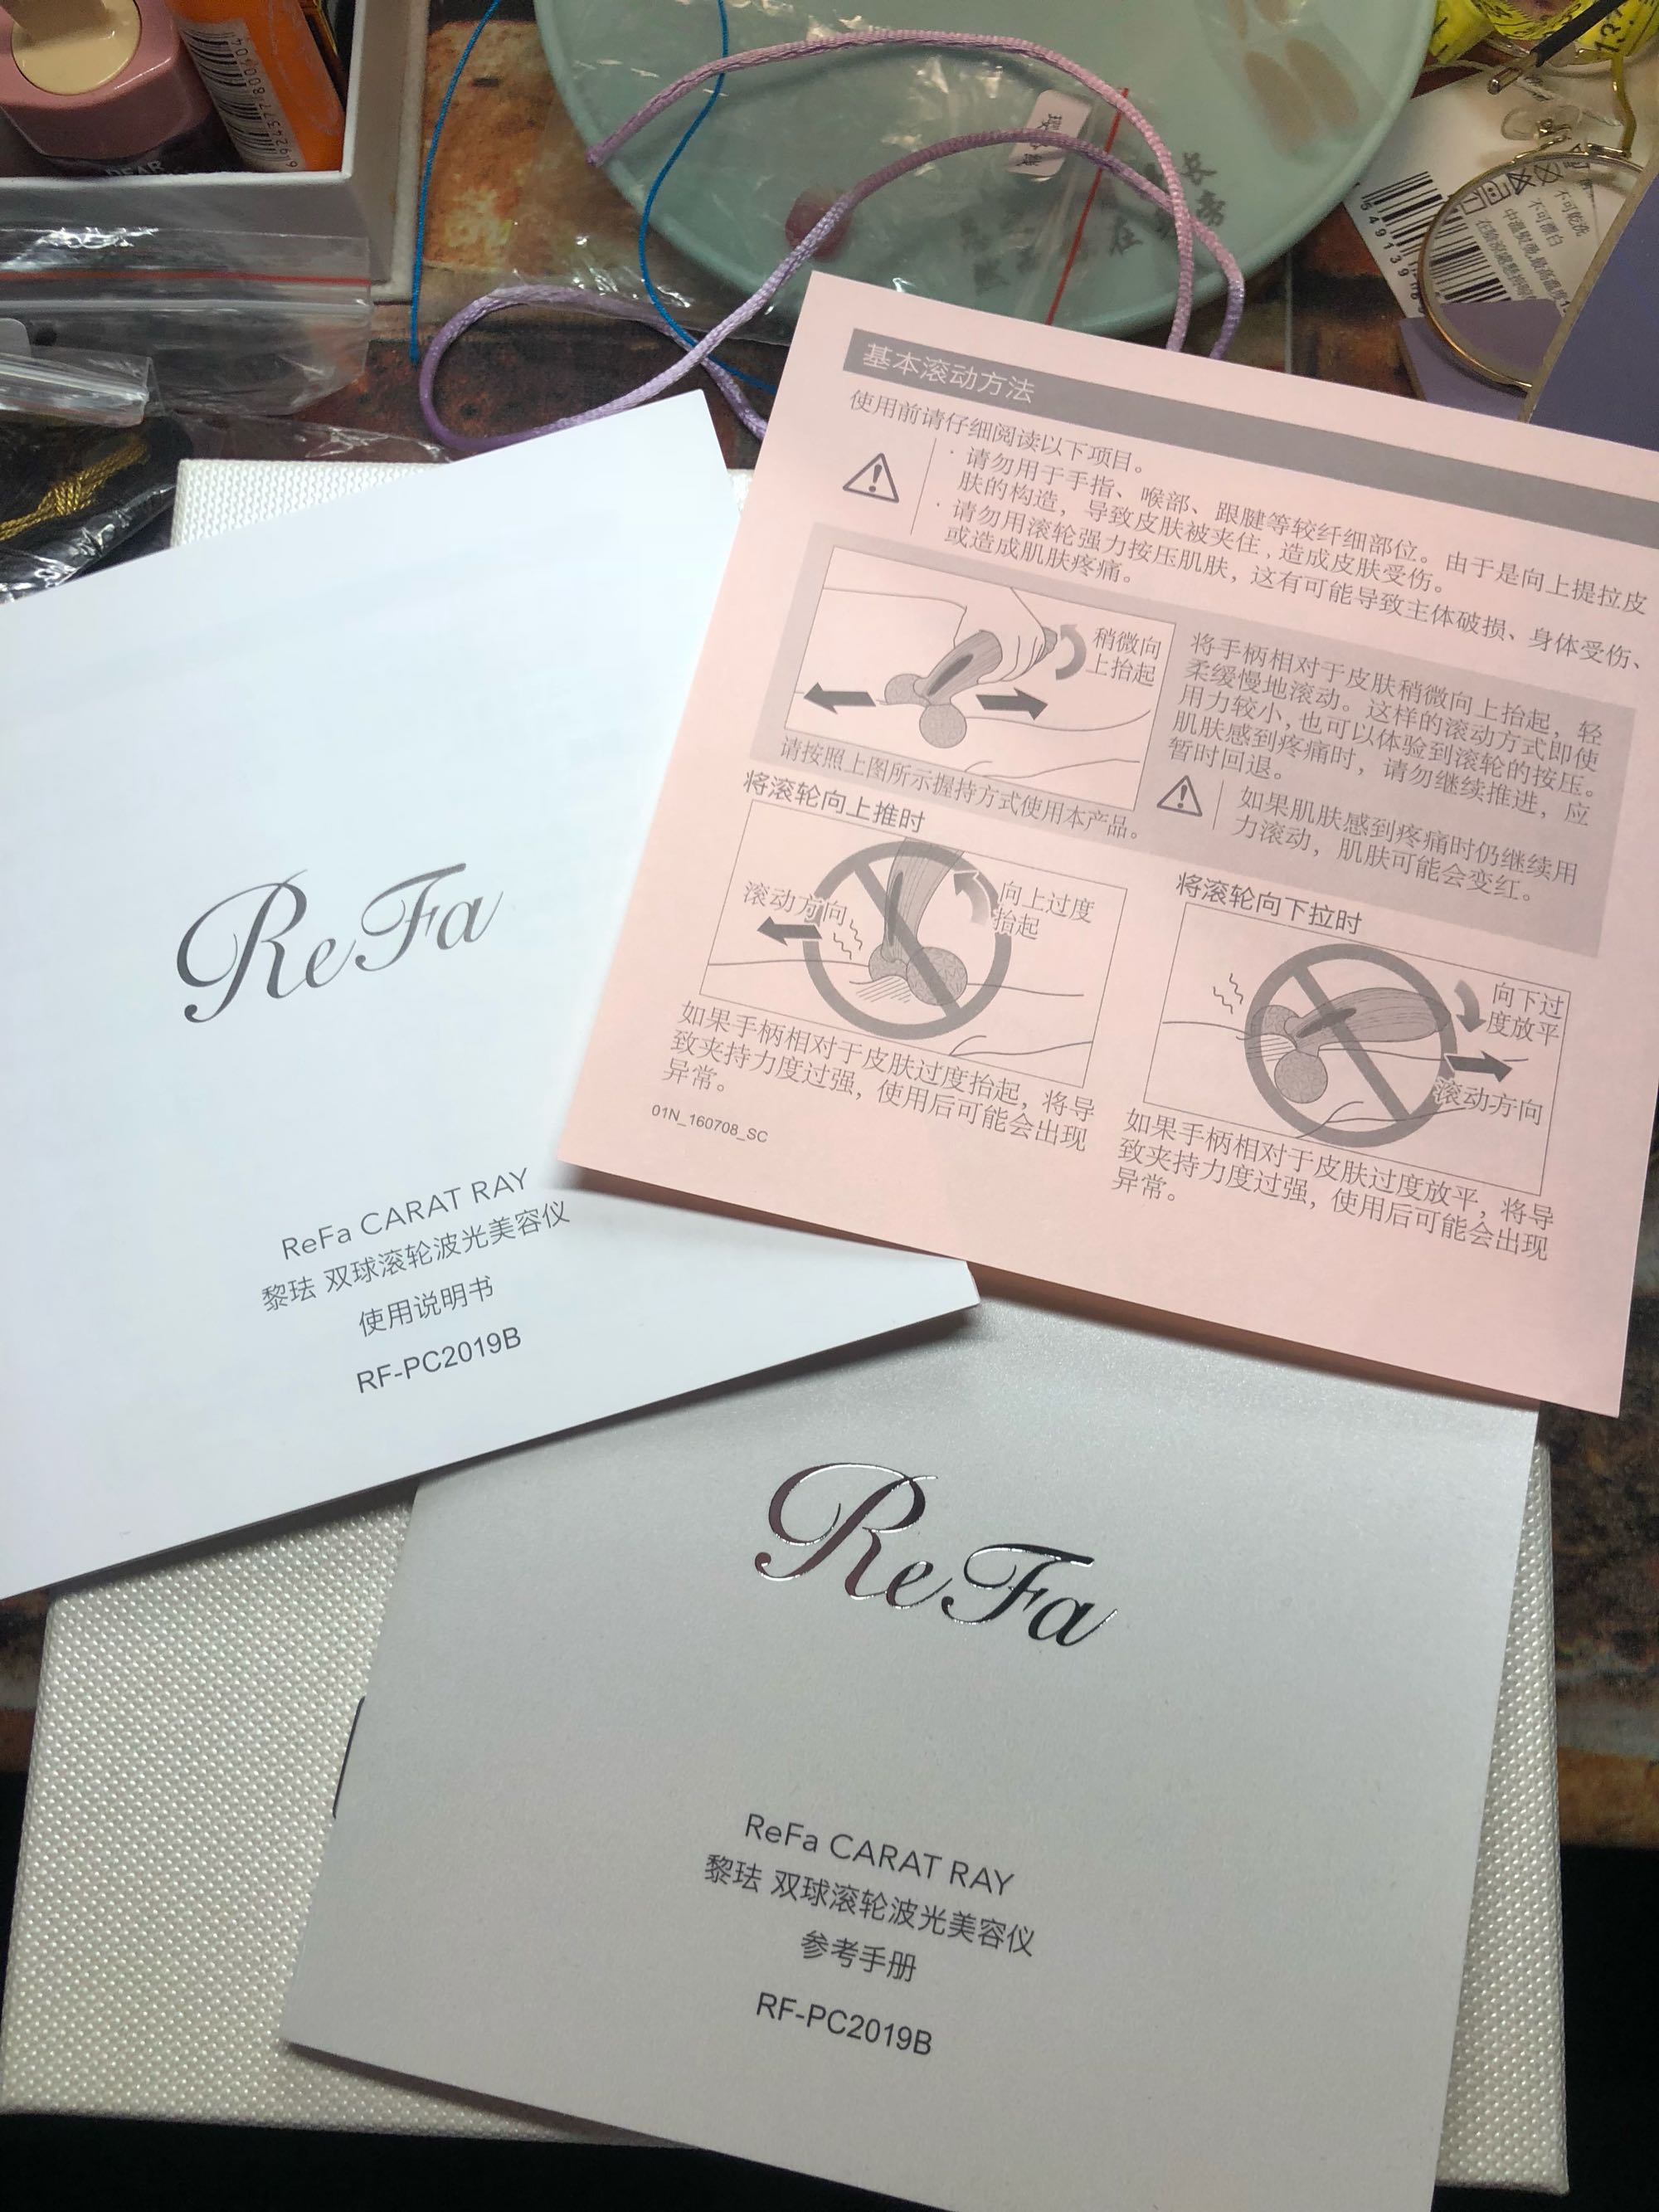 6924377800404
DEAR
不可乾洗
不可漂白
基本滚动方法
使用前请仔细阅读以下项目。
· 请勿用于手指、喉部、跟腱等较纤细部位。由于是向上提拉皮
肤的构造，导致皮肤被夹住，造成皮肤受伤。
· 请勿用滚轮强力按压肌肤，这有可能导致主体破损、身体受伤、
或造成肌肤疼痛。
稍微向
上抬起
请按照上图所示握持方式使用本产品。
将手柄相对于皮肤稍微向上抬起，轻
柔缓慢地滚动。这样的滚动方式即使
用力较小，也可以体验到滚轮的按压。
肌肤感到疼痛时，请勿继续推进，应
暂时回退。
如果肌肤感到疼痛时仍继续用
力滚动，肌肤可能会变红。
将滚轮向上推时
滚动方向
向上过度
抬起
如果手柄相对于皮肤过度抬起，将导
致夹持力度过强，使用后可能会出现
异常。
01N_160708_SC
将滚轮向下拉时
向下过
度放平
滚动方向
如果手柄相对于皮肤过度放平，将导
致夹持力度过强，使用后可能会出现
异常。
ReFa
ReFa CARAT RAY
黎珐 双球滚轮波光美容仪
使用说明书
RF-PC2019B
ReFa
ReFa CARAT RAY
黎珐 双球滚轮波光美容仪
参考手册
RF-PC2019B